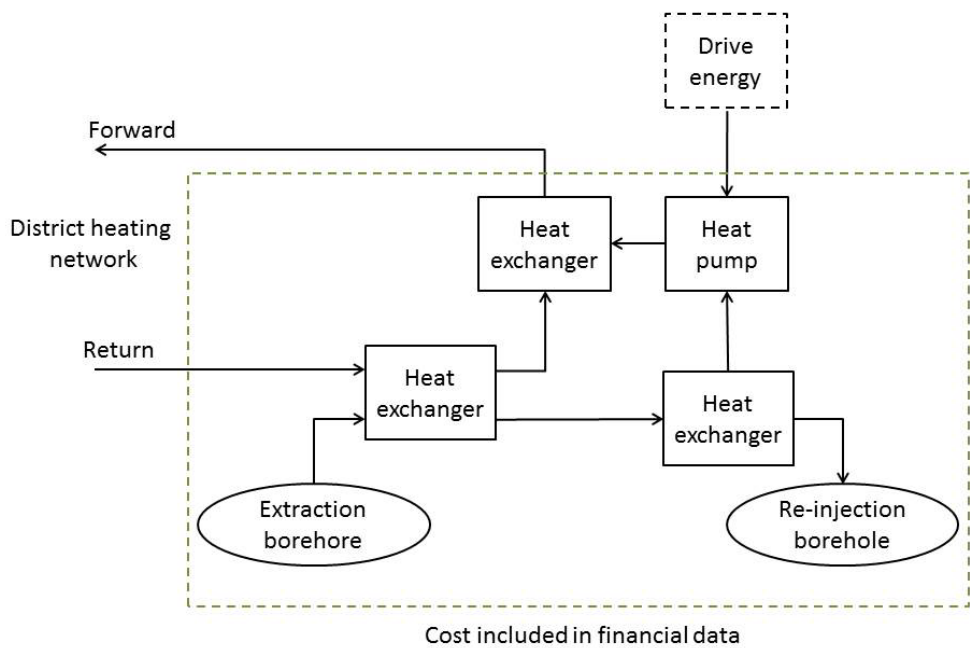 Drive
energy
Forward
District heating
network
Heat
exchanger
Heat
pump
Return
Heat
exchanger
Heat
exchanger
Extraction
borehore
Re-injection
borehole
Cost included in financial data